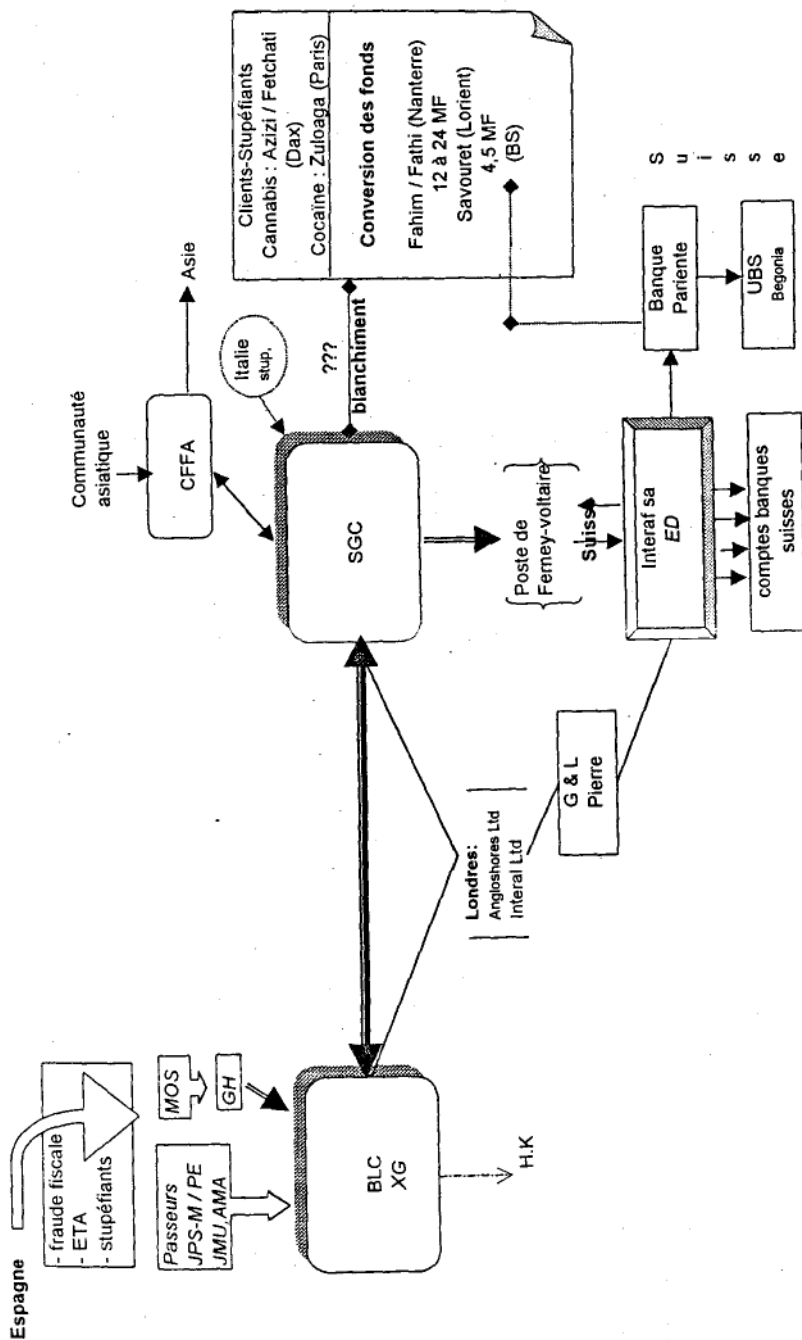 Espagne
- fraude fiscale
- ETA
- stupéfiants
Passeurs
JPS-M / PE
JMU,AMA
MOS
GH
BLC
XG
H.K
Londres:
Angloshores Ltd
Interal Ltd
G & L
Pierre
Communauté
asiatique
CFFA
Asie
Italie
stup,
SGC
???
blanchiment
Clients-Stupéfiants
Cannabis : Azizi / Fetchati
(Dax)
Cocaïne : Zuloaga (Paris)
Conversion des fonds
Fahim / Fathi (Nanterre)
12 à 24 MF
Savouret (Lorient)
4,5 MF
(BS)
Poste de
Ferney-voltaire
Suiss
Interaf sa
ED
comptes banques
suisses
Banque
Pariente
UBS
Begonia
S u i s s e